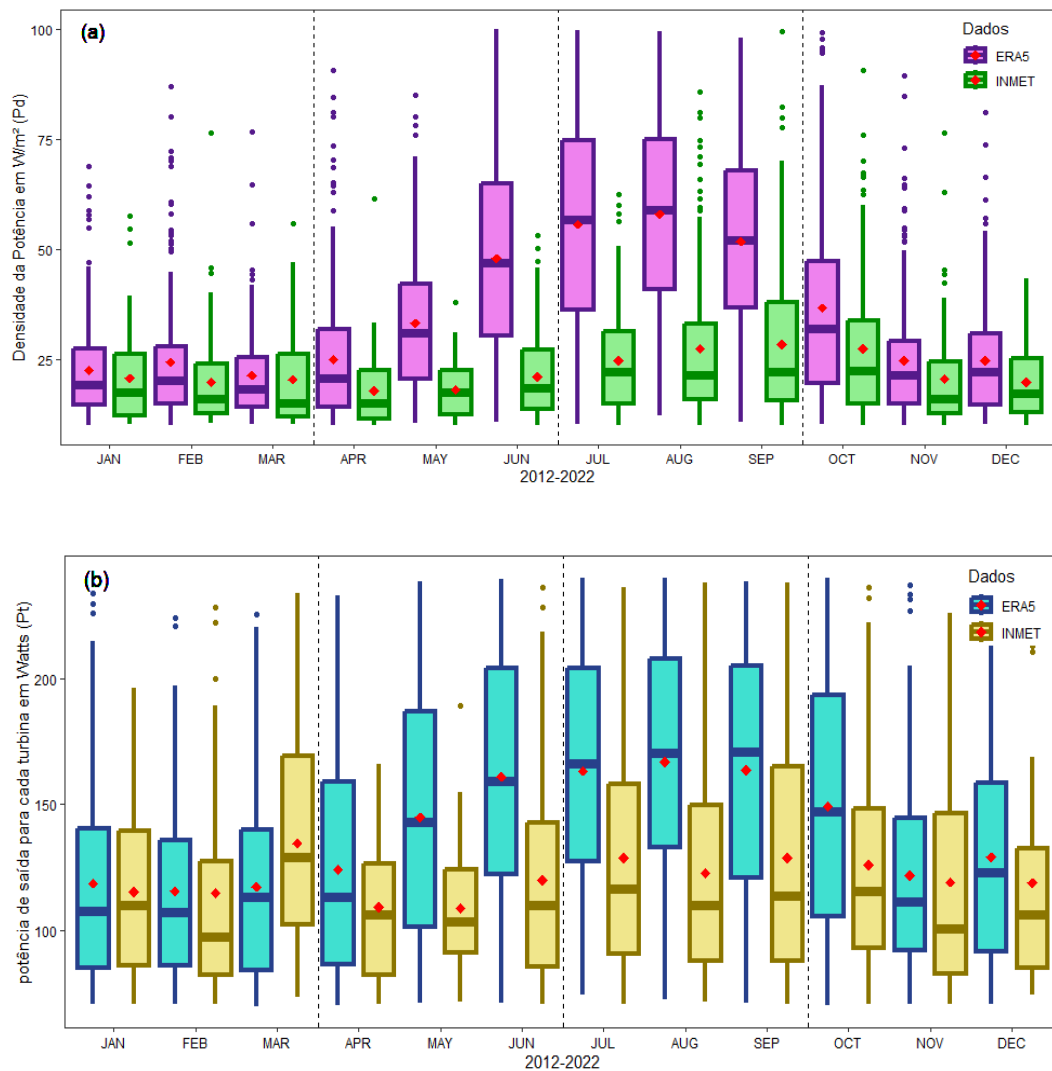 (a)
Dados
ERA5
INMET
Densidade da Potência em W/m² (Pd)
100
75
50
25
JAN FEB MAR APR MAY JUN JUL AUG SEP OCT NOV DEC
2012-2022
(b)
Dados
ERA5
INMET
potência de saída para cada turbina em Watts (Pt)
200
150
100
JAN FEB MAR APR MAY JUN JUL AUG SEP OCT NOV DEC
2012-2022